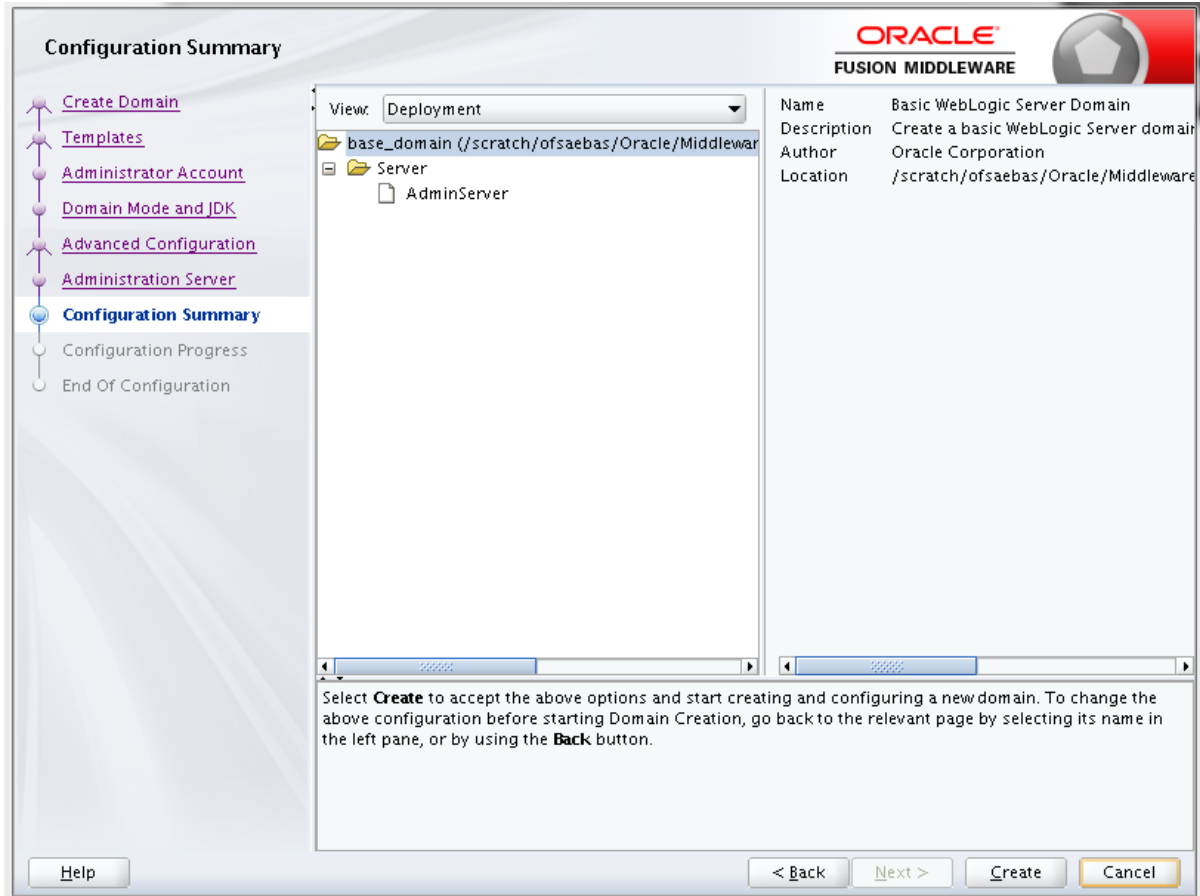 Configuration Summary
ORACLE
FUSION MIDDLEWARE
Create Domain
Templates
Administrator Account
Domain Mode and JDK
Advanced Configuration
Administration Server
Configuration Summary
Configuration Progress
End Of Configuration
View: Deployment
base_domain (/scratch/ofsaebas/Oracle/Middlewar
Server
AdminServer
Name Basic WebLogic Server Domain
Description Create a basic WebLogic Server domain
Author Oracle Corporation
Location /scratch/ofsaebas/Oracle/Middleware
Select Create to accept the above options and start creating and configuring a new domain. To change the
above configuration before starting Domain Creation, go back to the relevant page by selecting its name in
the left pane, or by using the Back button.
Help
< Back
Next >
Create
Cancel